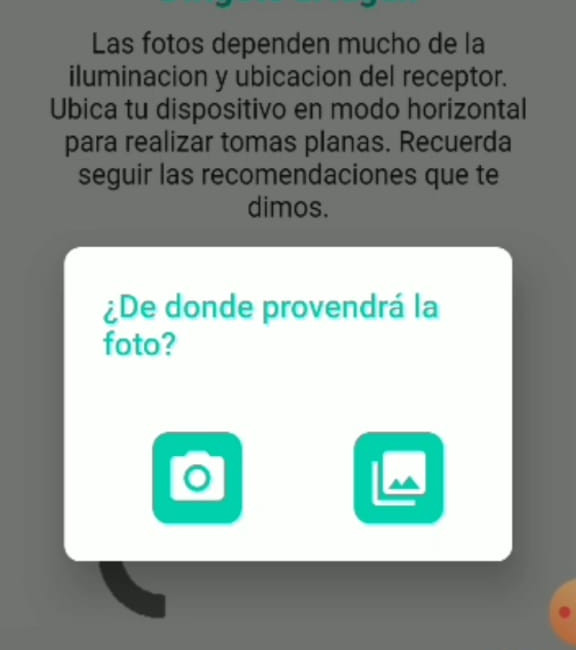 Las fotos dependen mucho de la
iluminacion y ubicacion del receptor.
Ubica tu dispositivo en modo horizontal
para realizar tomas planas. Recuerda
seguir las recomendaciones que te
dimos.
¿De donde provendrá la
foto?